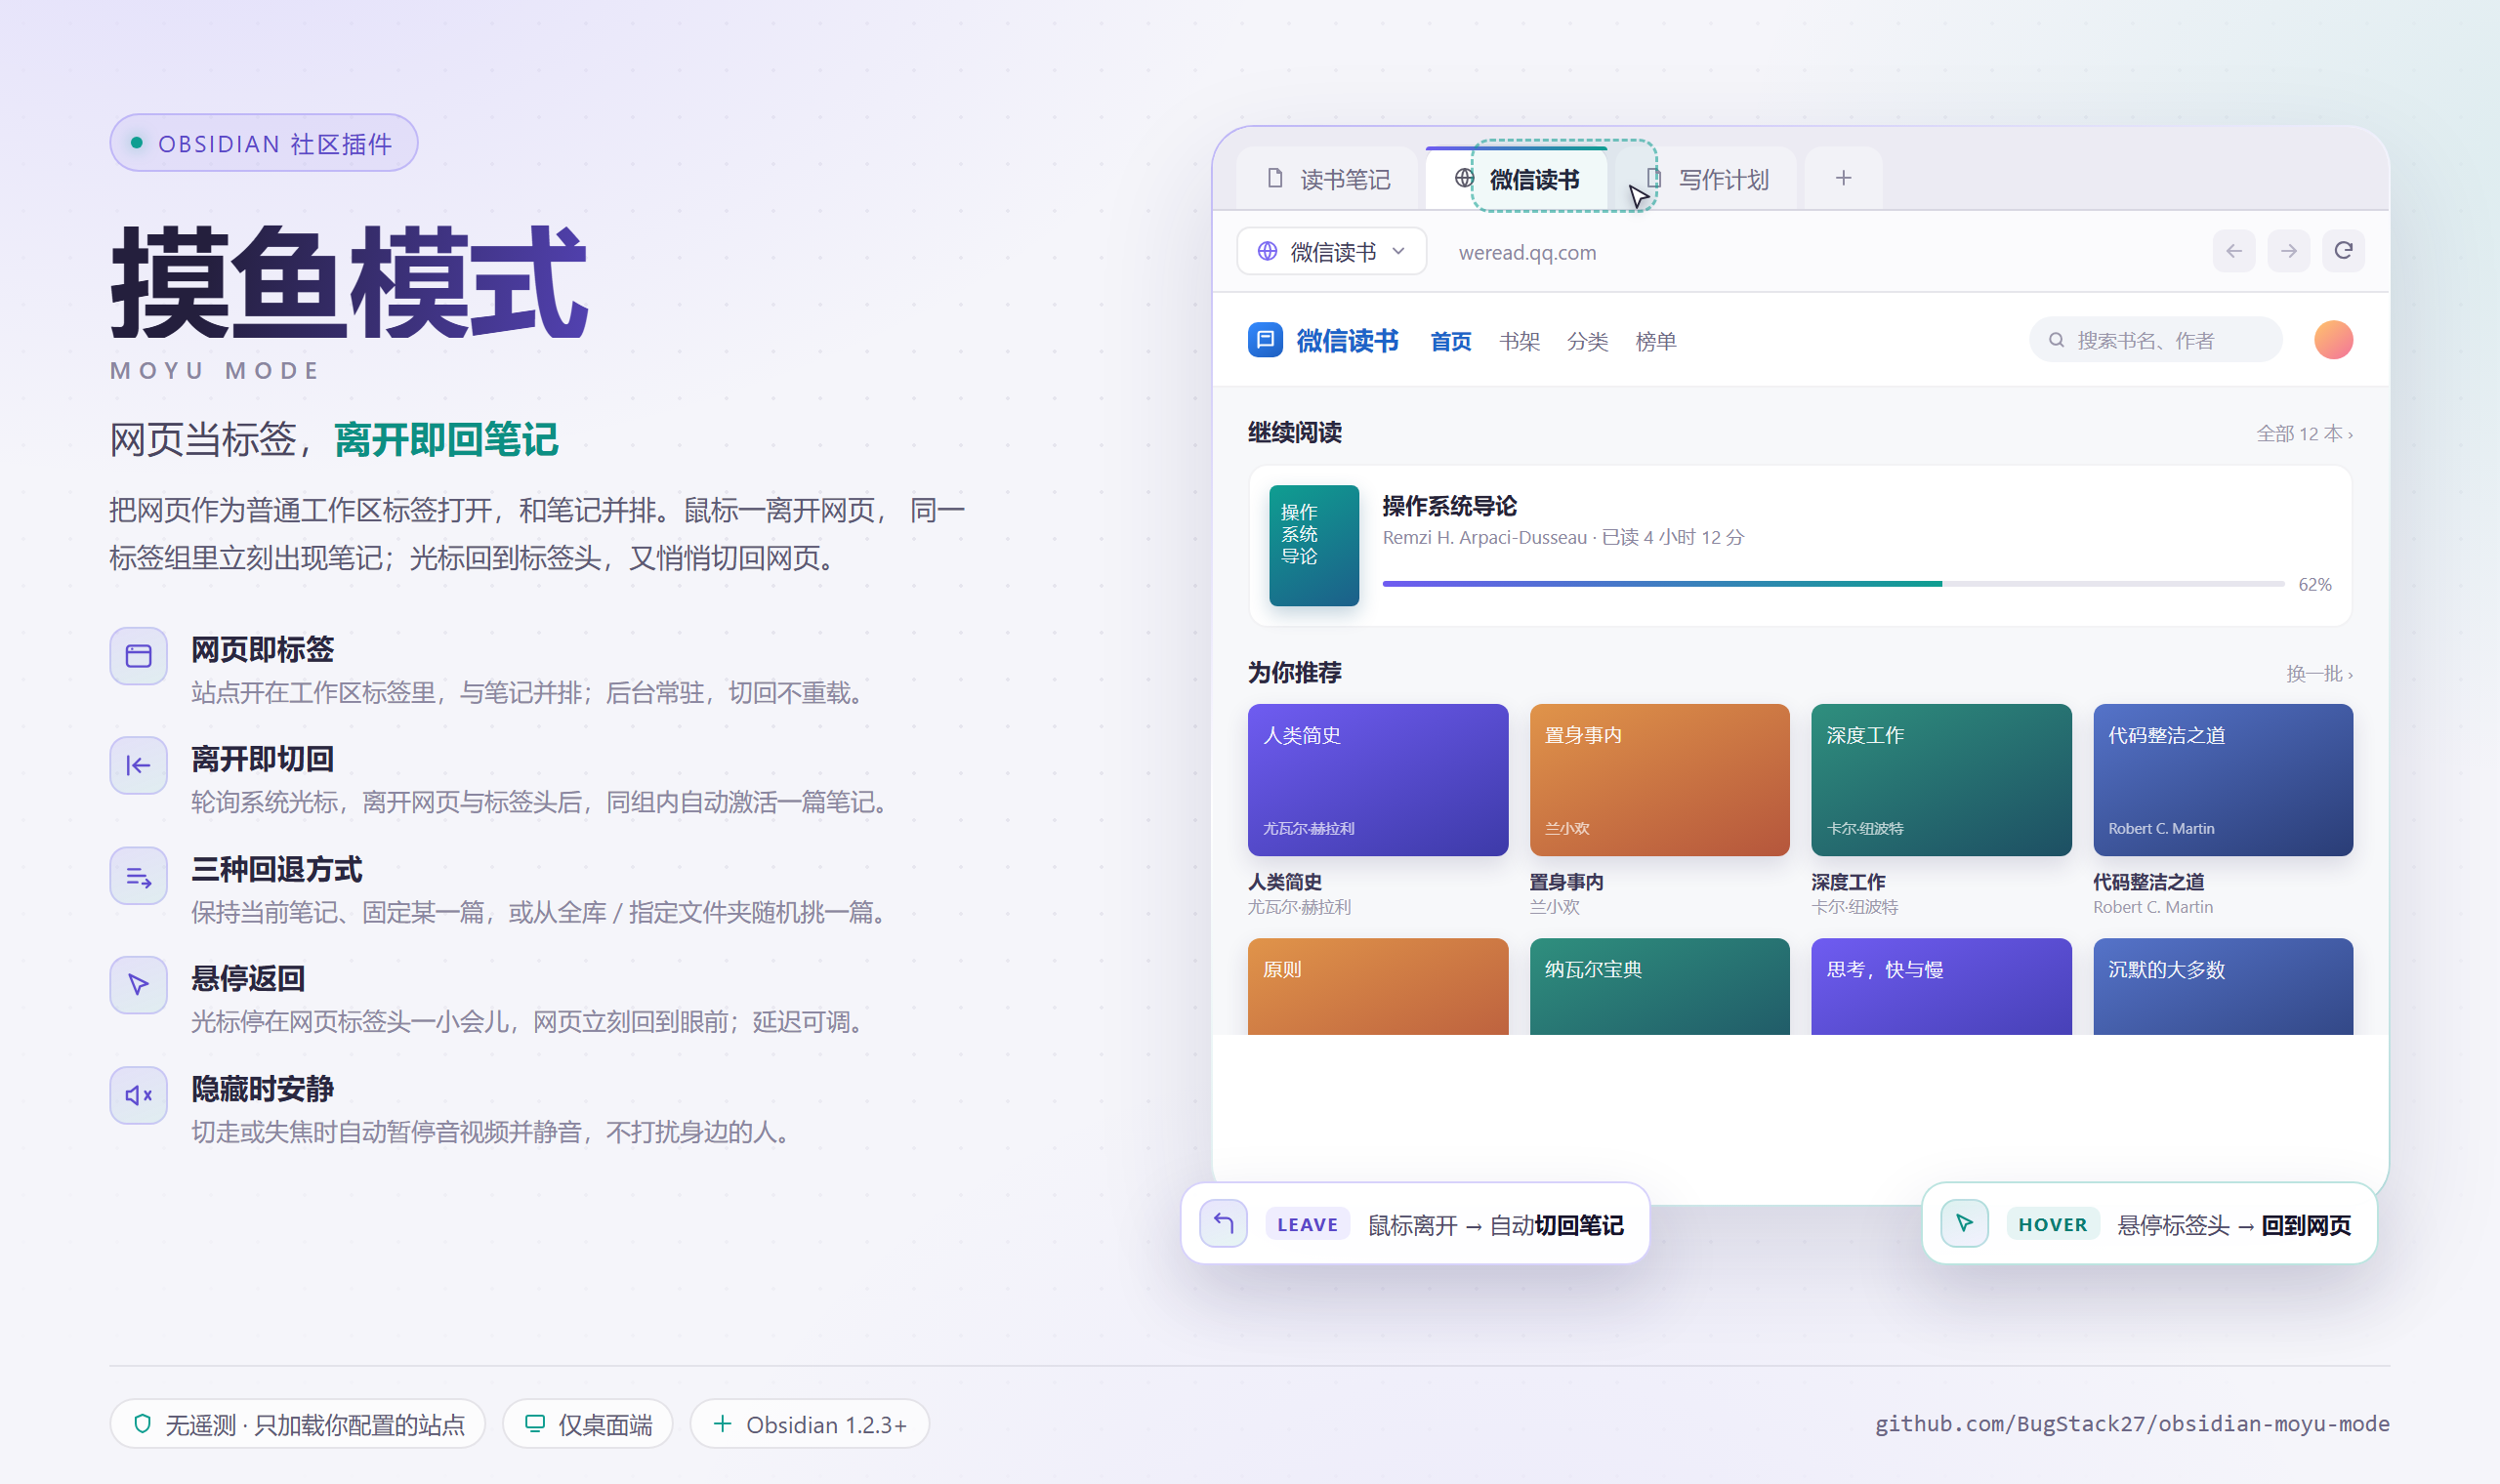 OBSIDIAN 社区插件
摸鱼模式
MOYU MODE
网页当标签，离开即回笔记
把网页作为普通工作区标签打开，和笔记并排。鼠标一离开网页， 同一
标签组里立刻出现笔记；光标回到标签头，又悄悄切回网页。
网页即标签
站点开在工作区标签里，与笔记并排；后台常驻，切回不重载。
离开即切回
轮询系统光标，离开网页与标签头后，同组内自动激活一篇笔记。
三种回退方式
保持当前笔记、固定某一篇，或从全库 / 指定文件夹随机挑一篇。
悬停返回
光标停在网页标签头一小会儿，网页立刻回到眼前；延迟可调。
隐藏时安静
切走或失焦时自动暂停音视频并静音，不打扰身边的人。
读书笔记 微信读书 写作计划 +
微信读书 weread.qq.com
微信读书 首页 书架 分类 榜单 搜索书名、作者
继续阅读 全部 12 本 ›
操作
系统
导论
操作系统导论
Remzi H. Arpaci-Dusseau · 已读 4 小时 12 分
62%
为你推荐 换一批 ›
人类简史 置身事内 深度工作 代码整洁之道
尤瓦尔·赫拉利 兰小欢 卡尔·纽波特 Robert C. Martin
人类简史 置身事内 深度工作 代码整洁之道
尤瓦尔·赫拉利 兰小欢 卡尔·纽波特 Robert C. Martin
原则 纳瓦尔宝典 思考，快与慢 沉默的大多数
LEAVE 鼠标离开 → 自动切回笔记
HOVER 悬停标签头 → 回到网页
无遥测 · 只加载你配置的站点 仅桌面端 Obsidian 1.2.3+
github.com/BugStack27/obsidian-moyu-mode